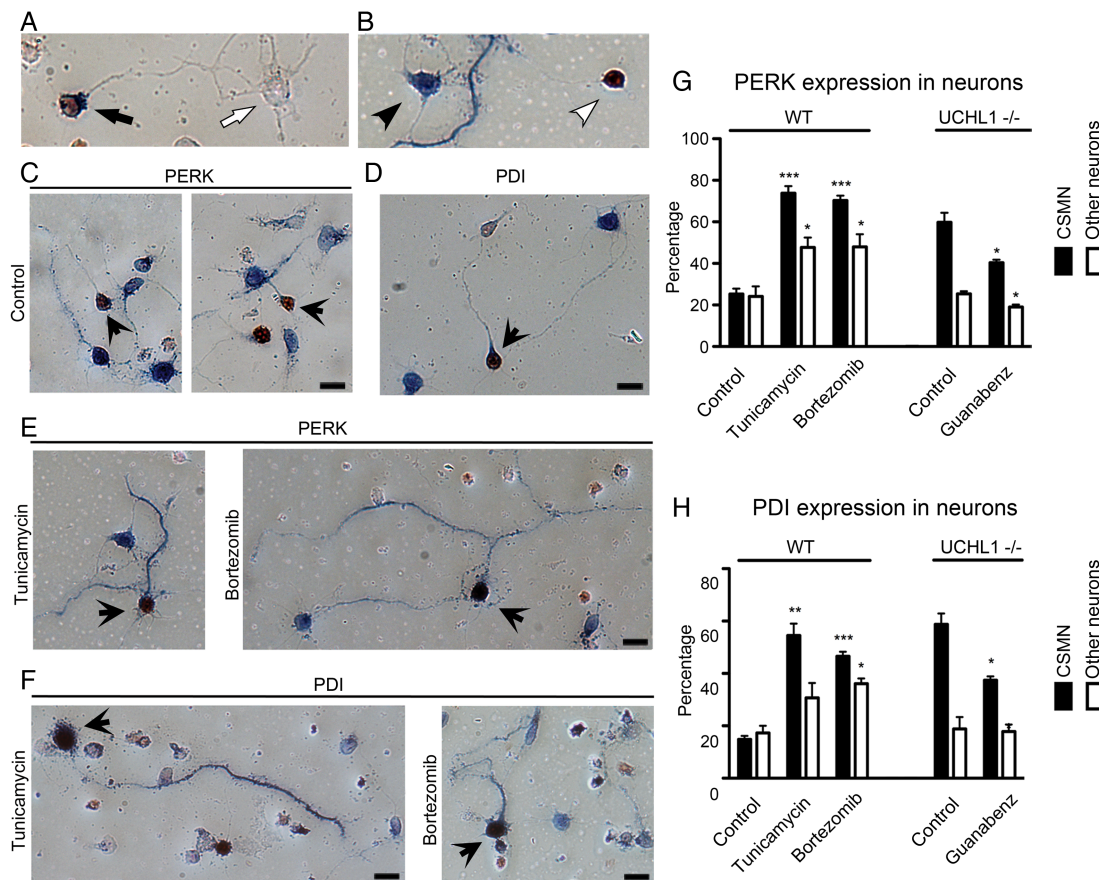 A
B
C
PERK
D
PDI
Control
E
PERK
Tunicamycin
Bortezomib
F
PDI
Tunicamycin
Bortezomib
G
PERK expression in neurons
WT
UCHL1 -/-
Percentage
100
80
60
40
20
0
***
*
***
*
*
*
Control
Tunicamycin
Bortezomib
Control
Guanabenz
CSMN
Other neurons
H
PDI expression in neurons
WT
UCHL1 -/-
Percentage
80
60
40
20
0
**
***
*
*
Control
Tunicamycin
Bortezomib
Control
Guanabenz
CSMN
Other neurons